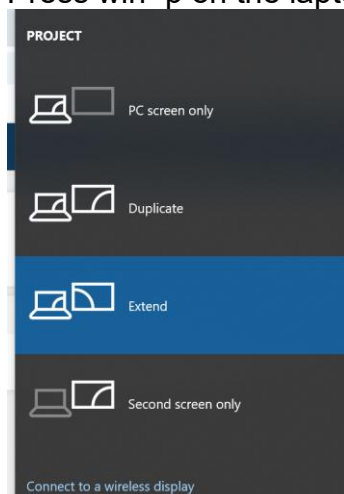 PROJECT
PC screen only
Duplicate
Extend
Second screen only
Connect to a wireless display